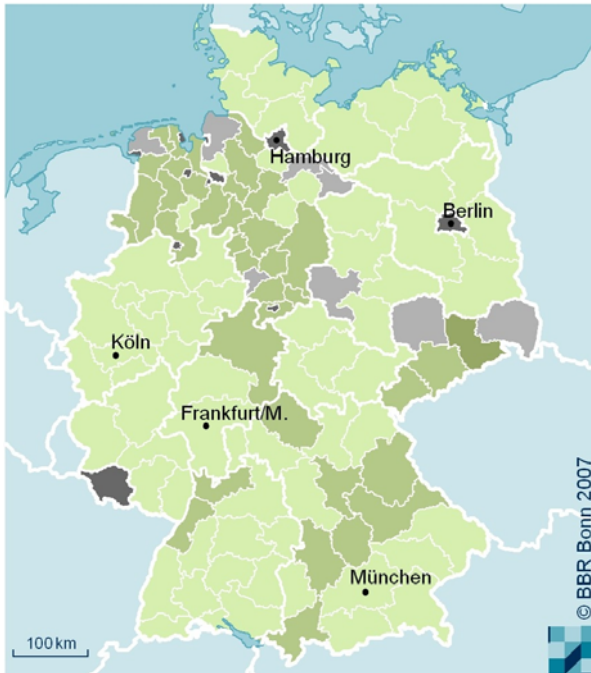 Hamburg
Berlin
Köln
Frankfurt/M.
München
100 km
© BBR Bonn 2007